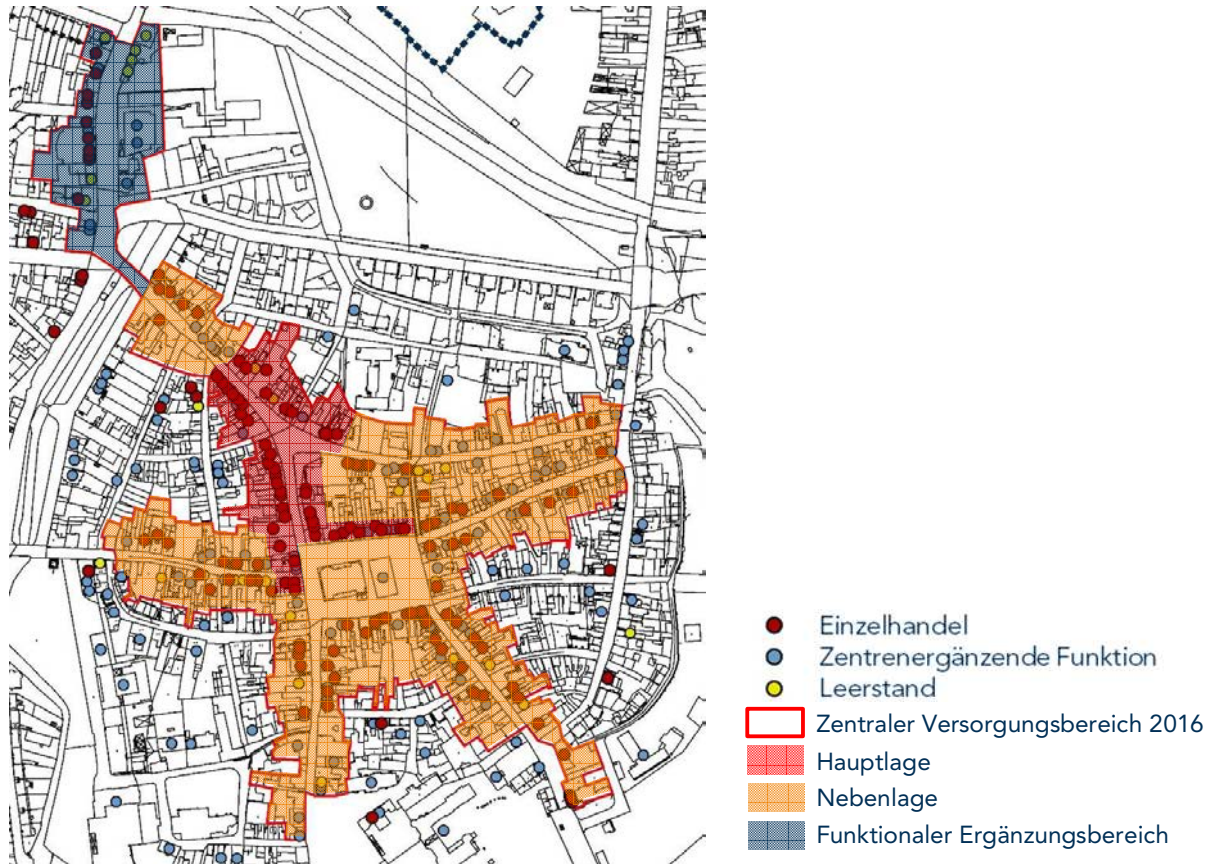 Einzelhandel
Zentrenergänzende Funktion
Leerstand
Zentraler Versorgungsbereich 2016
Hauptlage
Nebenlage
Funktionaler Ergänzungsbereich